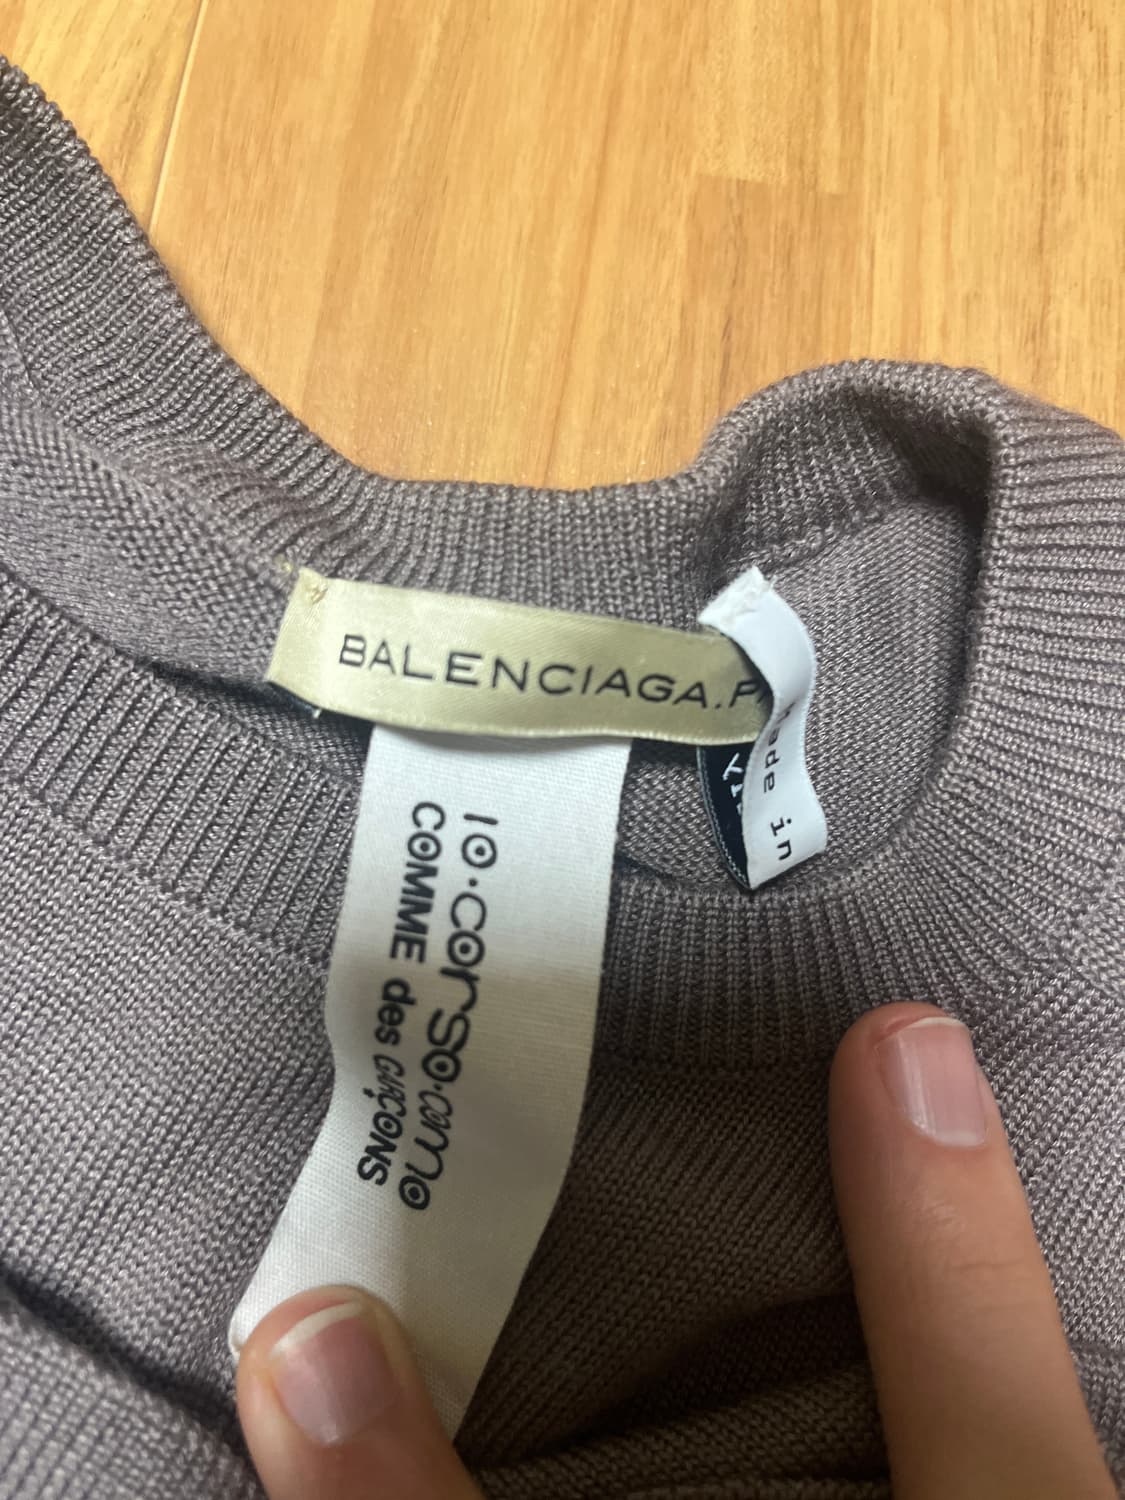 BALENCIAGA.P
Made in
10·corso·como
COMME des GARÇONS